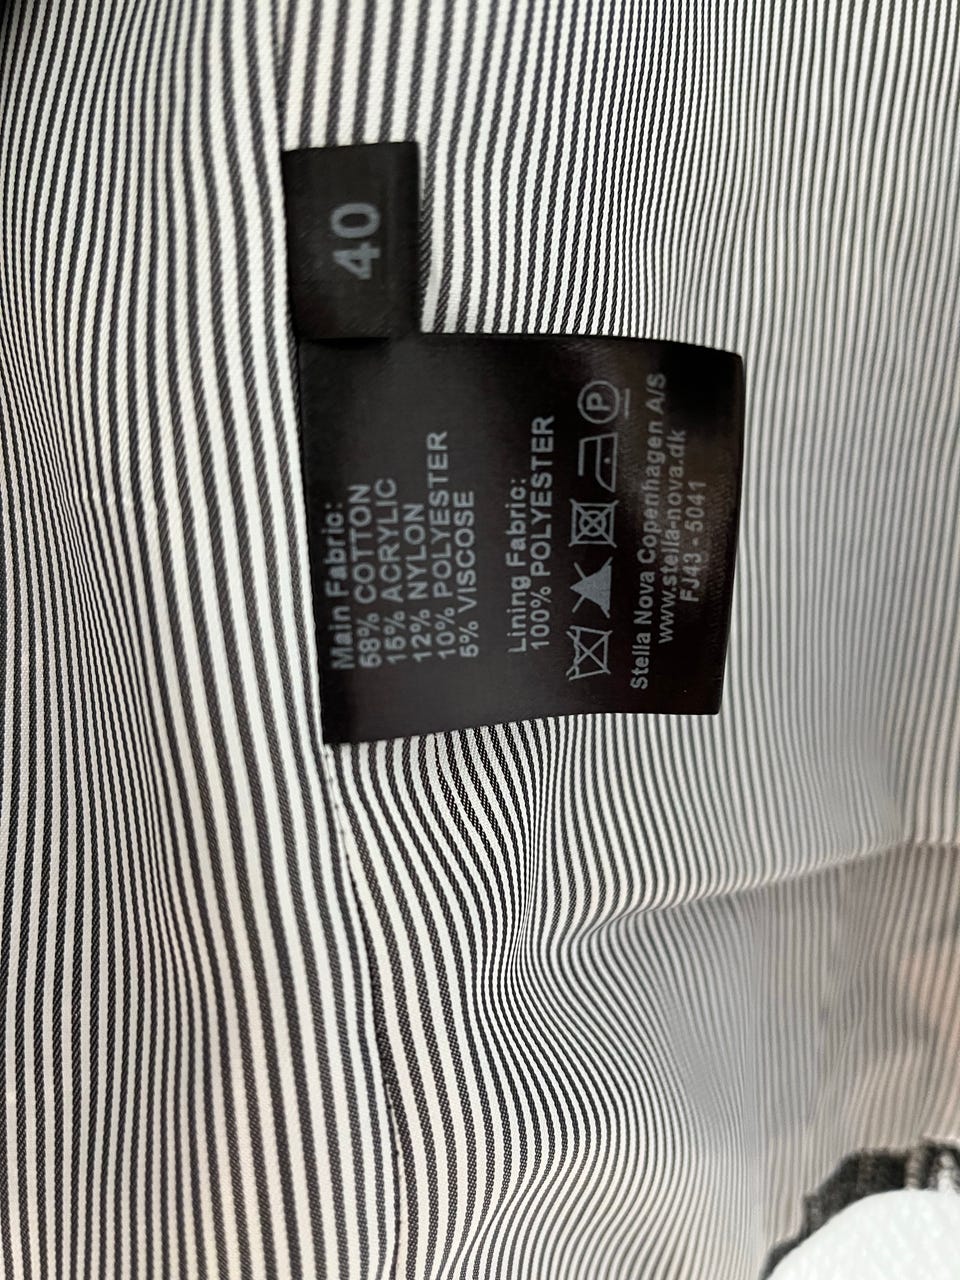 40
Main Fabric:
58% COTTON
15% ACRYLIC
12% NYLON
10% POLYESTER
5% VISCOSE
Lining Fabric:
100% POLYESTER
P
Stella Nova Copenhagen A/S
www.stella-nova.dk
FJ43 - 5041